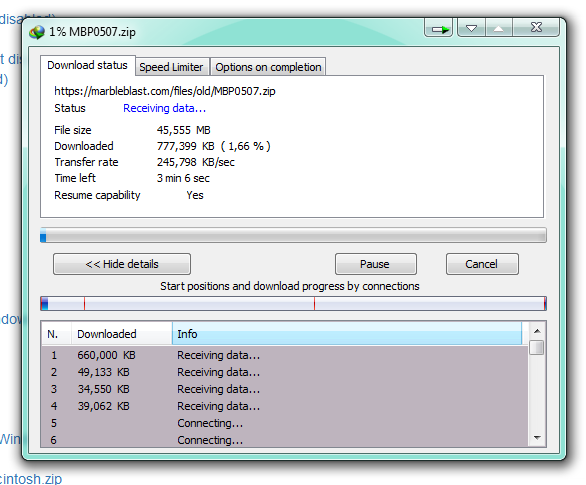 disabled)
1% MBP0507.zip
Download status
Speed Limiter
Options on completion
https://marbleblast.com/files/old/MBP0507.zip
Status Receiving data...
File size 45,555 MB
Downloaded 777,399 KB ( 1,66 % )
Transfer rate 245,798 KB/sec
Time left 3 min 6 sec
Resume capability Yes
<< Hide details
Pause
Cancel
Start positions and download progress by connections
N. Downloaded Info
1 660,000 KB Receiving data...
2 49,133 KB Receiving data...
3 34,550 KB Receiving data...
4 39,062 KB Receiving data...
5 Connecting...
6 Connecting...
cintosh.zip